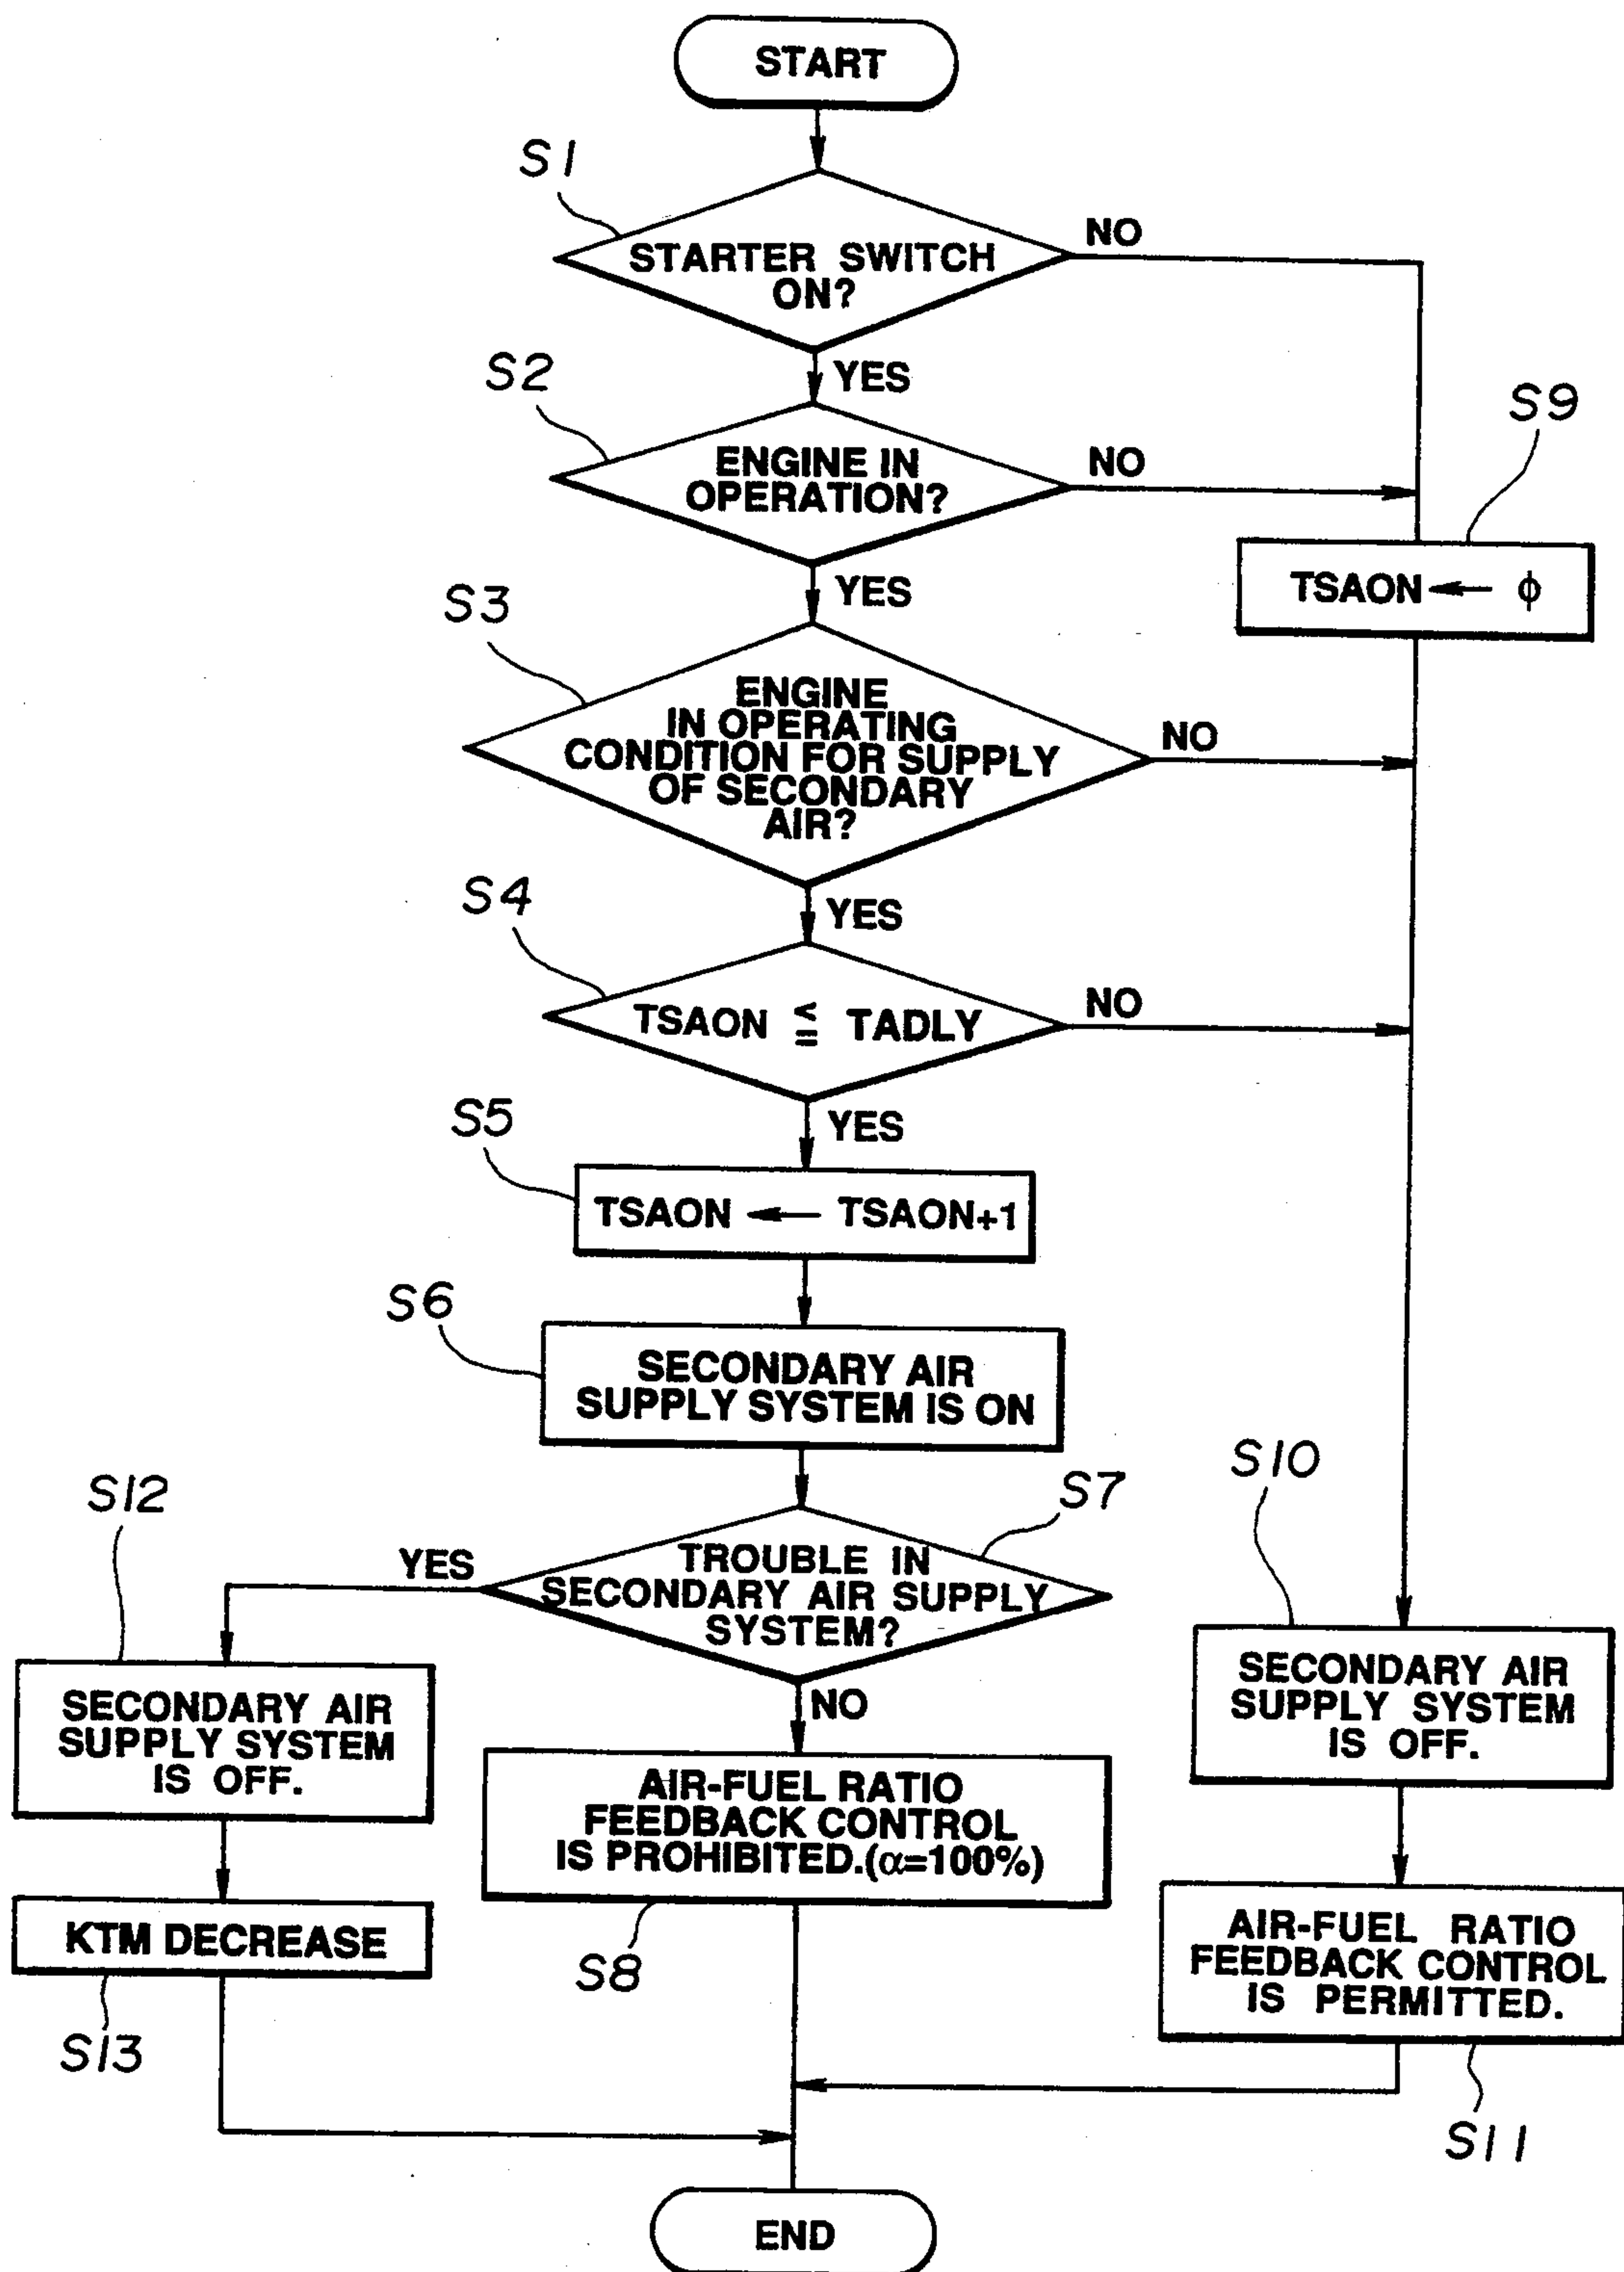 START
S1
STARTER SWITCH
ON?
NO
YES
S2
ENGINE IN
OPERATION?
NO
YES
S9
TSAON ← φ
S3
ENGINE
IN OPERATING
CONDITION FOR SUPPLY
OF SECONDARY
AIR?
NO
YES
S4
TSAON ≦ TADLY
NO
YES
S5
TSAON ← TSAON+1
S6
SECONDARY AIR
SUPPLY SYSTEM IS ON
S7
TROUBLE IN
SECONDARY AIR SUPPLY
SYSTEM?
YES
NO
S12
SECONDARY AIR
SUPPLY SYSTEM
IS OFF.
KTM DECREASE
S13
AIR-FUEL RATIO
FEEDBACK CONTROL
IS PROHIBITED.(α=100%)
S8
S10
SECONDARY AIR
SUPPLY SYSTEM
IS OFF.
AIR-FUEL RATIO
FEEDBACK CONTROL
IS PERMITTED.
S11
END